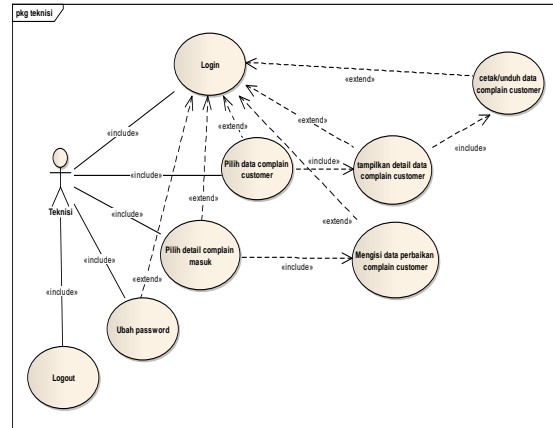 pkg teknisi
Login
cetak/unduh data
complain customer
«extend»
«include»
«extend»
«extend»
Pilih data complain
customer
«include»
tampilkan detail data
complain customer
«include»
«include»
Teknisi
«include»
«extend»
«extend»
Pilih detail complain
masuk
«include»
Mengisi data perbaikan
complain customer
«include»
«include»
«extend»
Ubah password
Logout